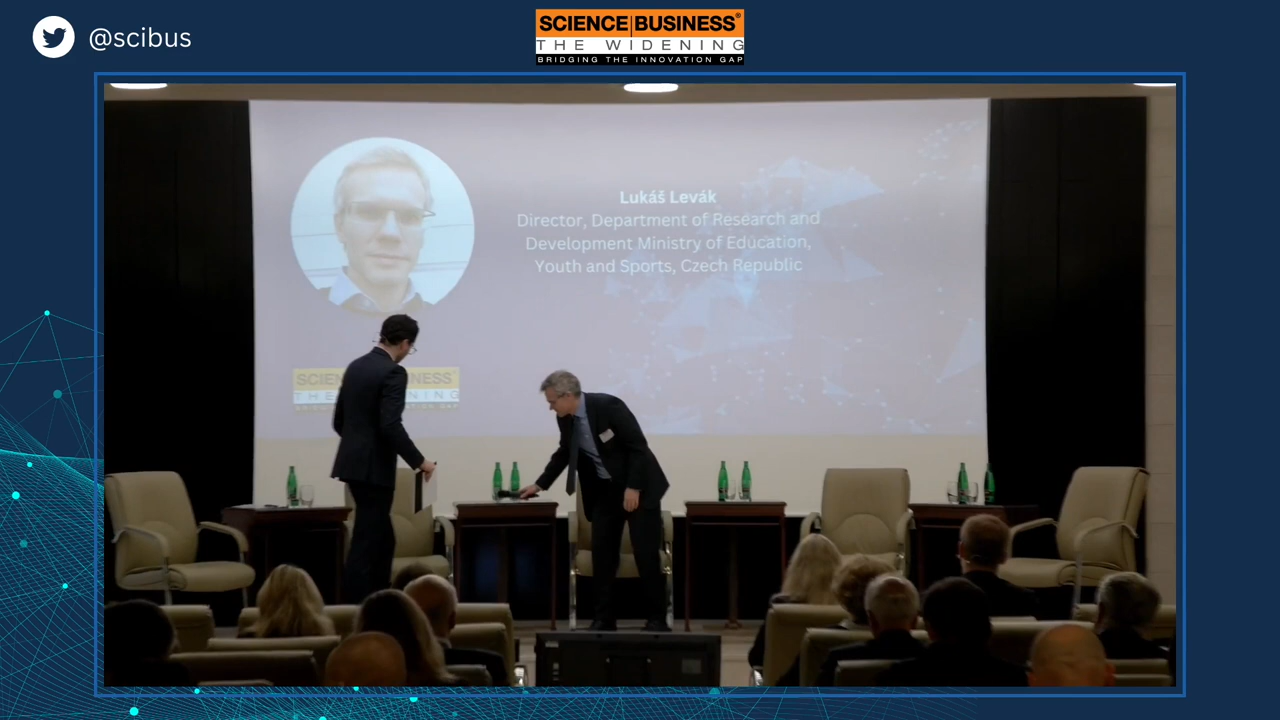 @scibus
SCIENCE|BUSINESS®
THE WIDENING
BRIDGING THE INNOVATION GAP
Lukáš Levák
Director, Department of Research and
Development Ministry of Education,
Youth and Sports, Czech Republic